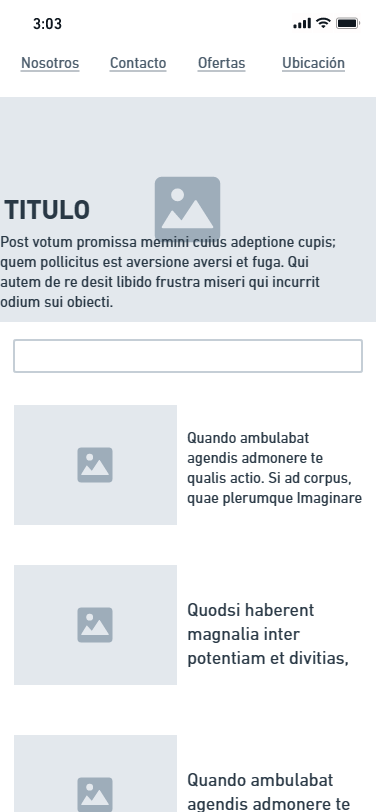 3:03
Nosotros Contacto Ofertas Ubicación
TITULO
Post votum promissa memini cuius adeptione cupis;
quem pollicitus est aversione aversi et fuga. Qui
autem de re desit libido frustra miseri qui incurrit
odium sui obiecti.
Quando ambulabat
agendis admonere te
qualis actio. Si ad corpus,
quae plerumque Imaginare
Quodsi haberent
magnalia inter
potentiam et divitias,
Quando ambulabat
agendis admonere te